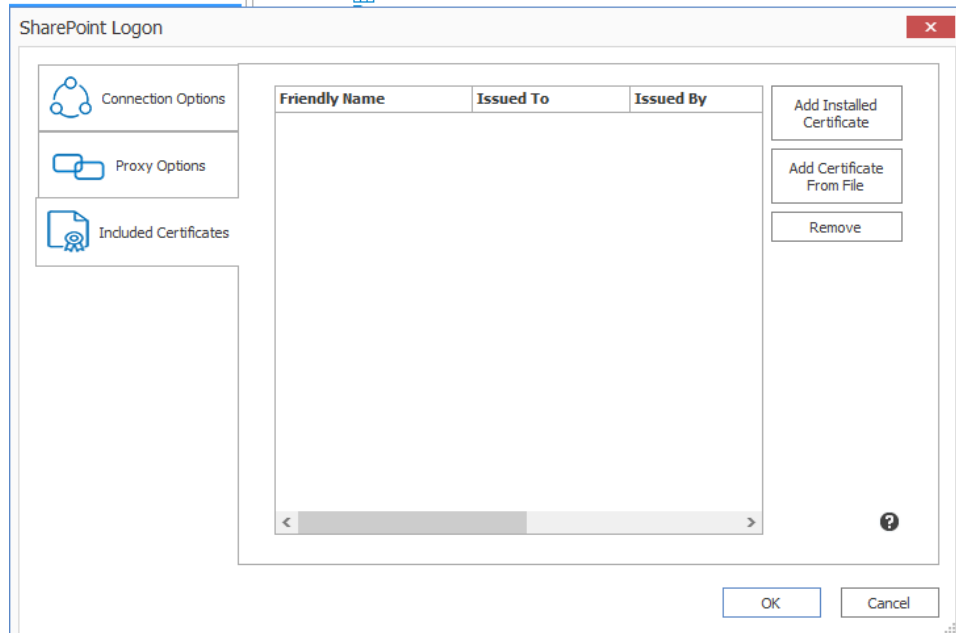 SharePoint Logon
Connection Options
Proxy Options
Included Certificates
Friendly Name Issued To Issued By
Add Installed
Certificate
Add Certificate
From File
Remove
OK Cancel